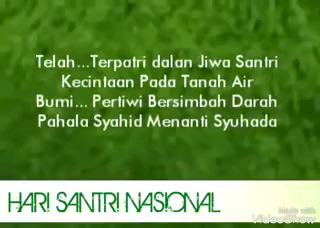 Telah...Terpatri dalan Jiwa Santri
Kecintaan Pada Tanah Air
Bumi... Pertiwi Bersimbah Darah
Pahala Syahid Menanti Syuhada
HARI SANTRI NASIONAL
Made with
VideoShow